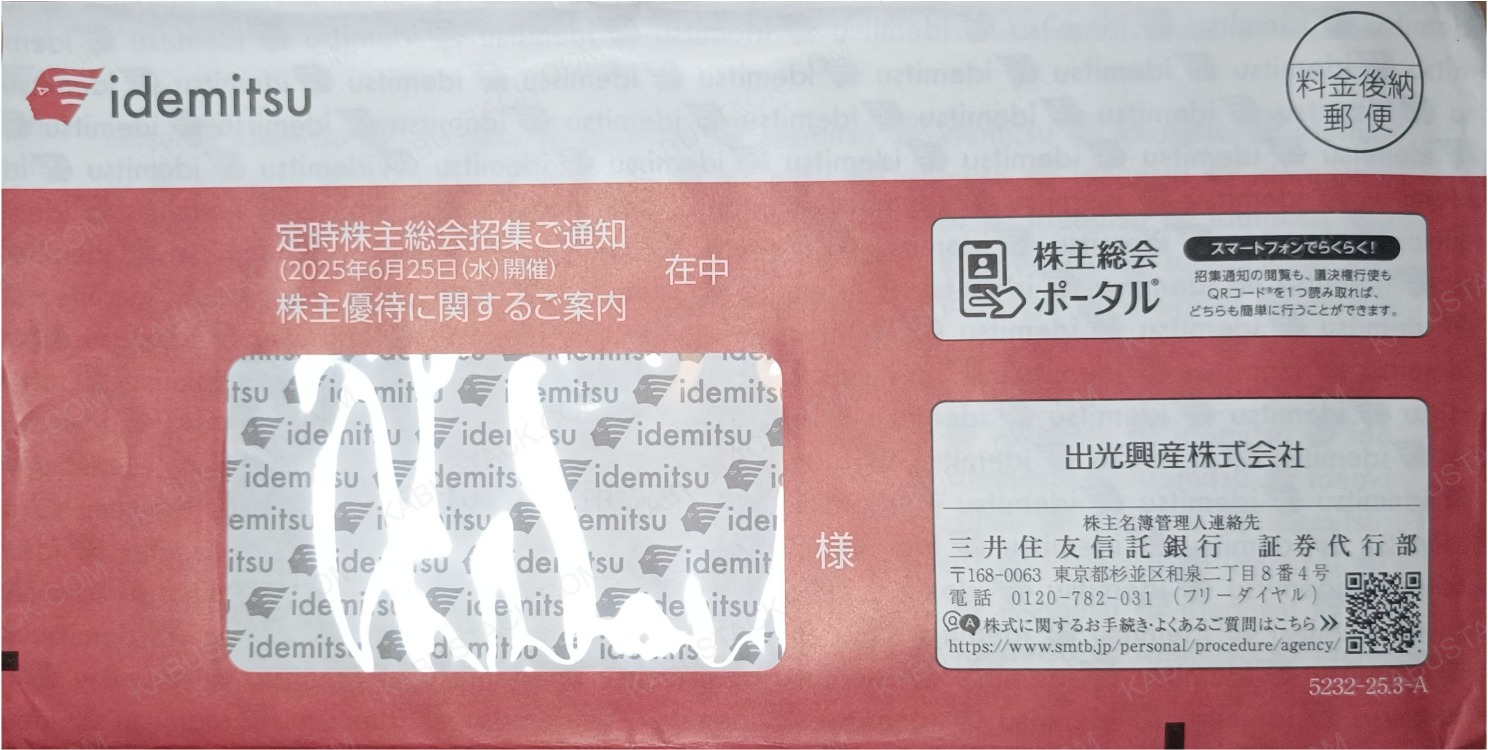 idemitsu
料金後納
郵便
定時株主総会招集ご通知
(2025年6月25日(水)開催)
株主優待に関するご案内
在中
株主総会
ポータル®
スマートフォンでらくらく!
招集通知の閲覧も、議決権行使も
QRコード®を1つ読み取れば、
どちらも簡単に行うことができます。
idemitsu
様
出光興産株式会社
株主名簿管理人連絡先
三井住友信託銀行 証券代行部
〒168-0063 東京都杉並区和泉二丁目8番4号
電話 0120-782-031 (フリーダイヤル)
QA 株式に関するお手続き・よくあるご質問はこちら
https://www.smtb.jp/personal/procedure/agency/
5232-25.3-A
KABUSTACK.COM